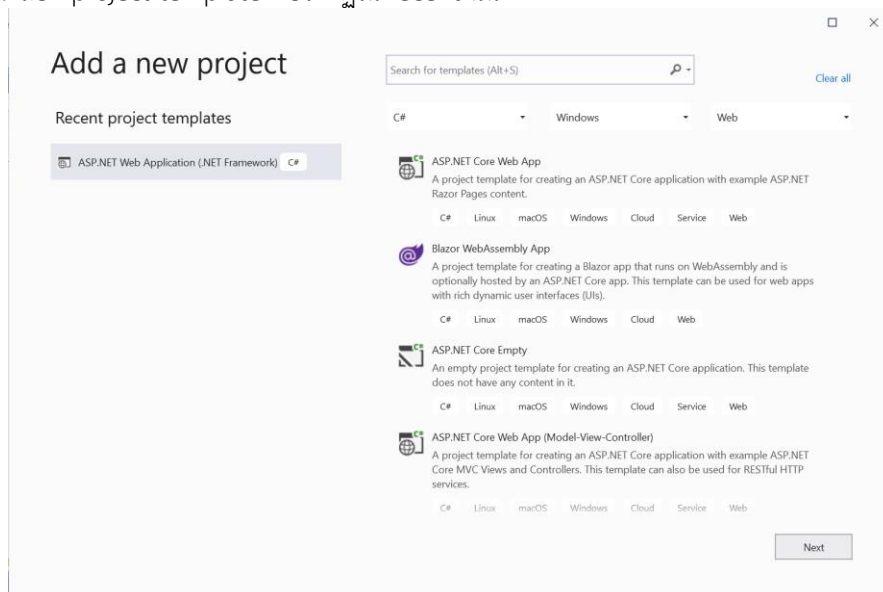 project template
Add a new project
Search for templates (Alt+S)
Clear all
Recent project templates
C# Windows Web
ASP.NET Web Application (.NET Framework) C#
ASP.NET Core Web App
A project template for creating an ASP.NET Core application with example ASP.NET
Razor Pages content.
C# Linux macOS Windows Cloud Service Web
Blazor WebAssembly App
A project template for creating a Blazor app that runs on WebAssembly and is
optionally hosted by an ASP.NET Core app. This template can be used for web apps
with rich dynamic user interfaces (UIs).
C# Linux macOS Windows Cloud Web
ASP.NET Core Empty
An empty project template for creating an ASP.NET Core application. This template
does not have any content in it.
C# Linux macOS Windows Cloud Service Web
ASP.NET Core Web App (Model-View-Controller)
A project template for creating an ASP.NET Core application with example ASP.NET
Core MVC Views and Controllers. This template can also be used for RESTful HTTP
services.
C# Linux macOS Windows Cloud Service Web
Next